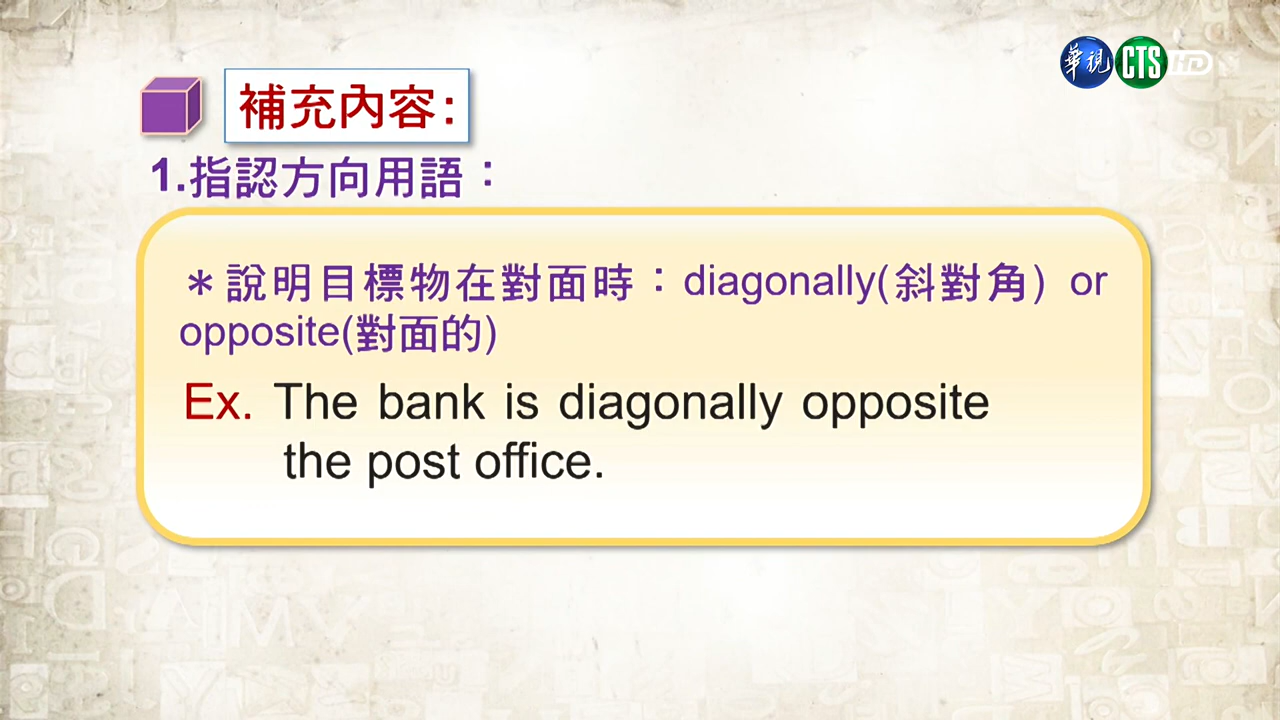 華視 CTS HD
補充內容:
1.指認方向用語：
＊說明目標物在對面時：diagonally(斜對角) or
opposite(對面的)
Ex. The bank is diagonally opposite
the post office.